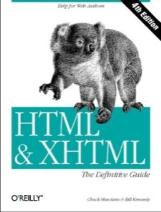 Help for Web Authors
4th Edition
HTML
& XHTML
The Definitive Guide
O'REILLY®
Chuck Musciano & Bill Kennedy